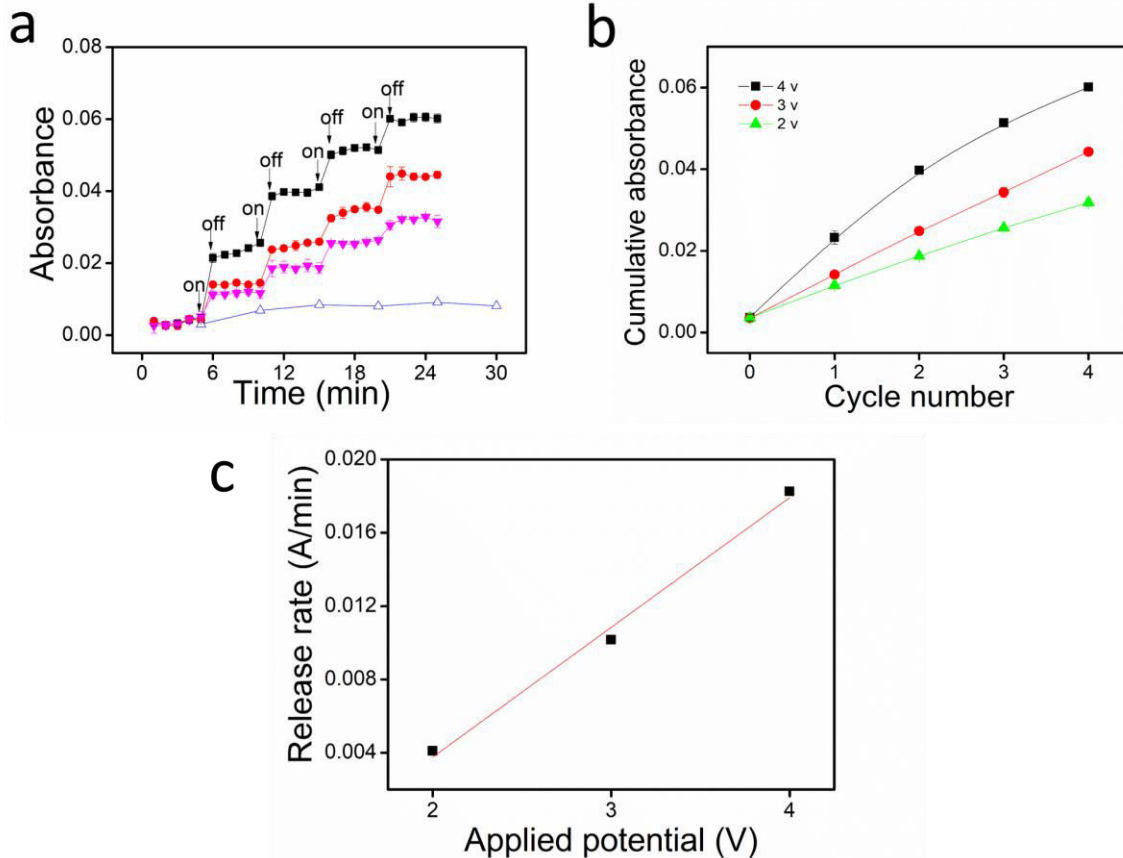 a
0.08
0.06
0.04
0.02
0.00
Absorbance
on
off
on
off
on
off
on
off
0 6 12 18 24 30
Time (min)
b
0.06
0.04
0.02
0.00
Cumulative absorbance
4 v
3 v
2 v
0 1 2 3 4
Cycle number
c
0.020
0.016
0.012
0.008
0.004
Release rate (A/min)
2 3 4
Applied potential (V)